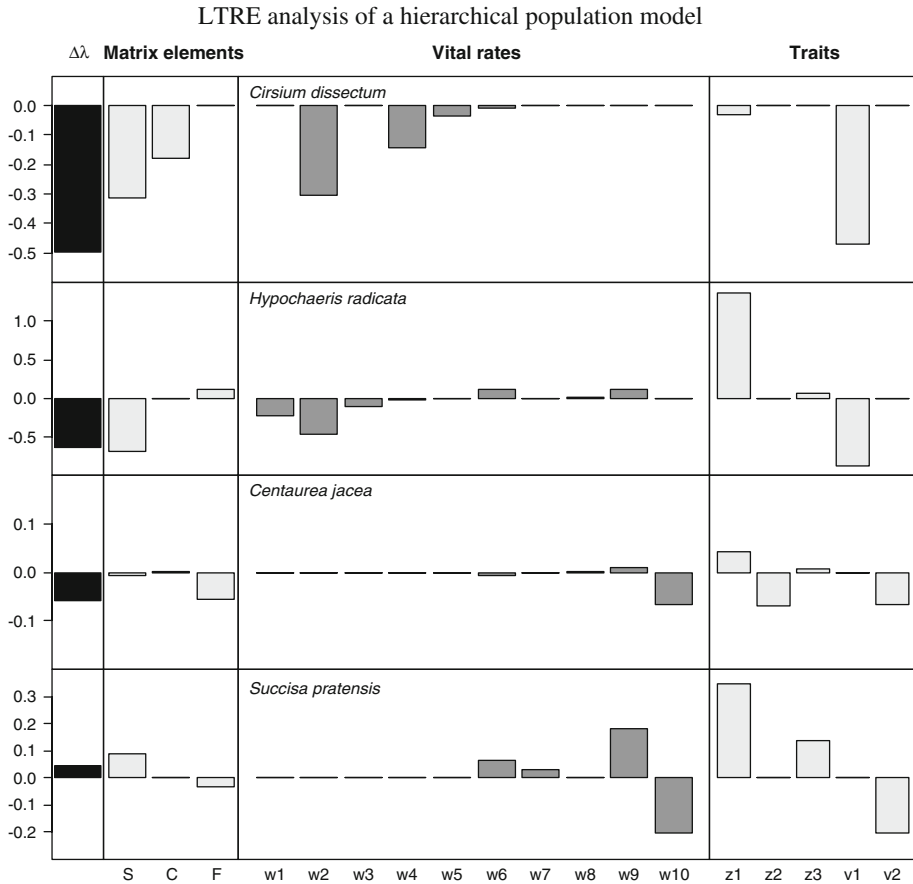 LTRE analysis of a hierarchical population model
Δλ Matrix elements Vital rates Traits
Cirsium dissectum
0.0
-0.1
-0.2
-0.3
-0.4
-0.5
Hypochaeris radicata
1.0
0.5
0.0
-0.5
Centaurea jacea
0.1
0.0
-0.1
Succisa pratensis
0.3
0.2
0.1
0.0
-0.1
-0.2
S C F w1 w2 w3 w4 w5 w6 w7 w8 w9 w10 z1 z2 z3 v1 v2